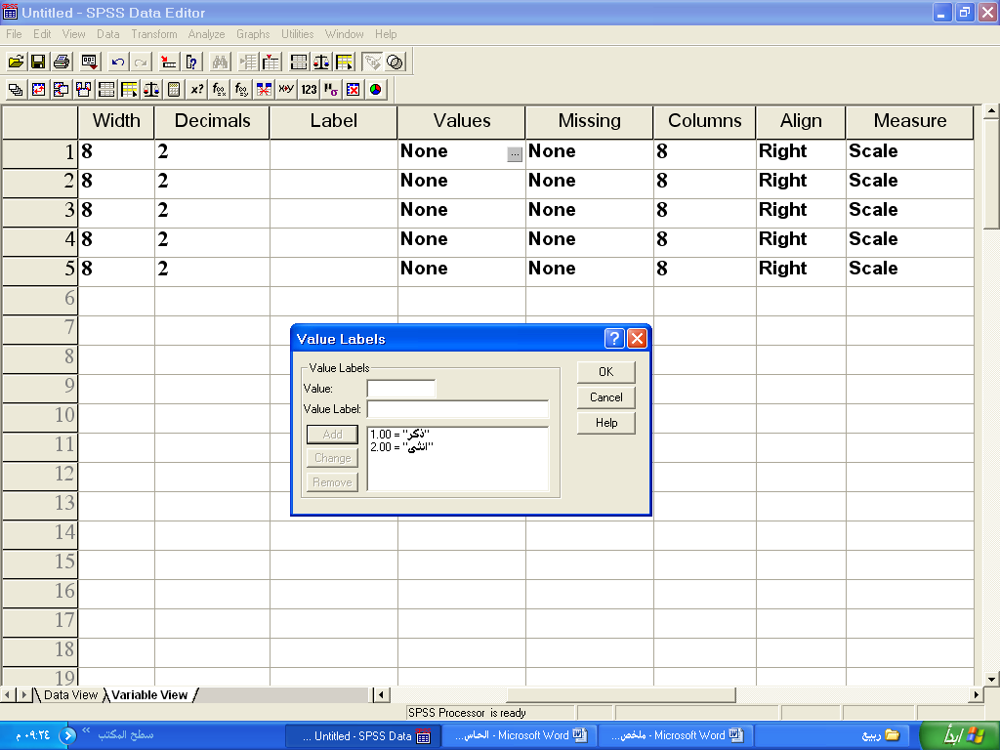 Untitled - SPSS Data Editor
File Edit View Data Transform Analyze Graphs Utilities Window Help
Width Decimals Label Values Missing Columns Align Measure
1 8 2 None ... None 8 Right Scale
2 8 2 None None 8 Right Scale
3 8 2 None None 8 Right Scale
4 8 2 None None 8 Right Scale
5 8 2 None None 8 Right Scale
6
7
8
9
10
11
12
13
14
15
16
17
18
19
Value Labels
Value Labels
Value:
Value Label:
Add
Change
Remove
1.00 = "ذكر"
2.00 = "انثى"
OK
Cancel
Help
Data View Variable View
SPSS Processor is ready
٠٩:٢٤ م
سطح المكتب
... Untitled - SPSS Data
...الحاس - Microsoft Word
...ملخص - Microsoft Word
ربيع
ابدأ